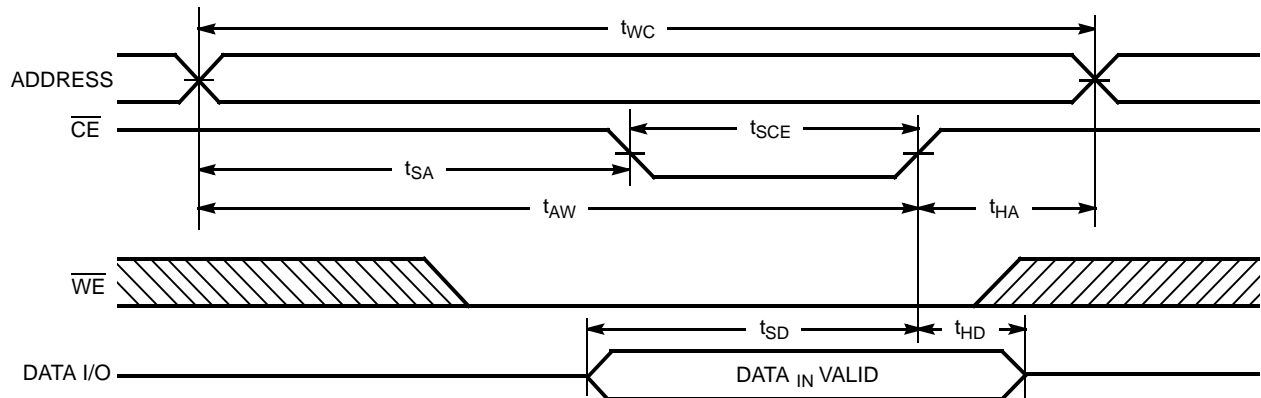 tWC
ADDRESS
CE
tSCE
tSA
tAW
tHA
WE
tSD
tHD
DATA I/O
DATA IN VALID